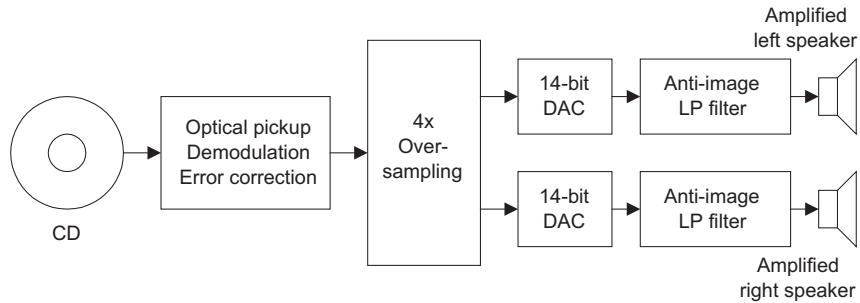 Amplified
left speaker
14-bit
DAC
Anti-image
LP filter
Optical pickup
Demodulation
Error correction
4x
Over-
sampling
CD
14-bit
DAC
Anti-image
LP filter
Amplified
right speaker